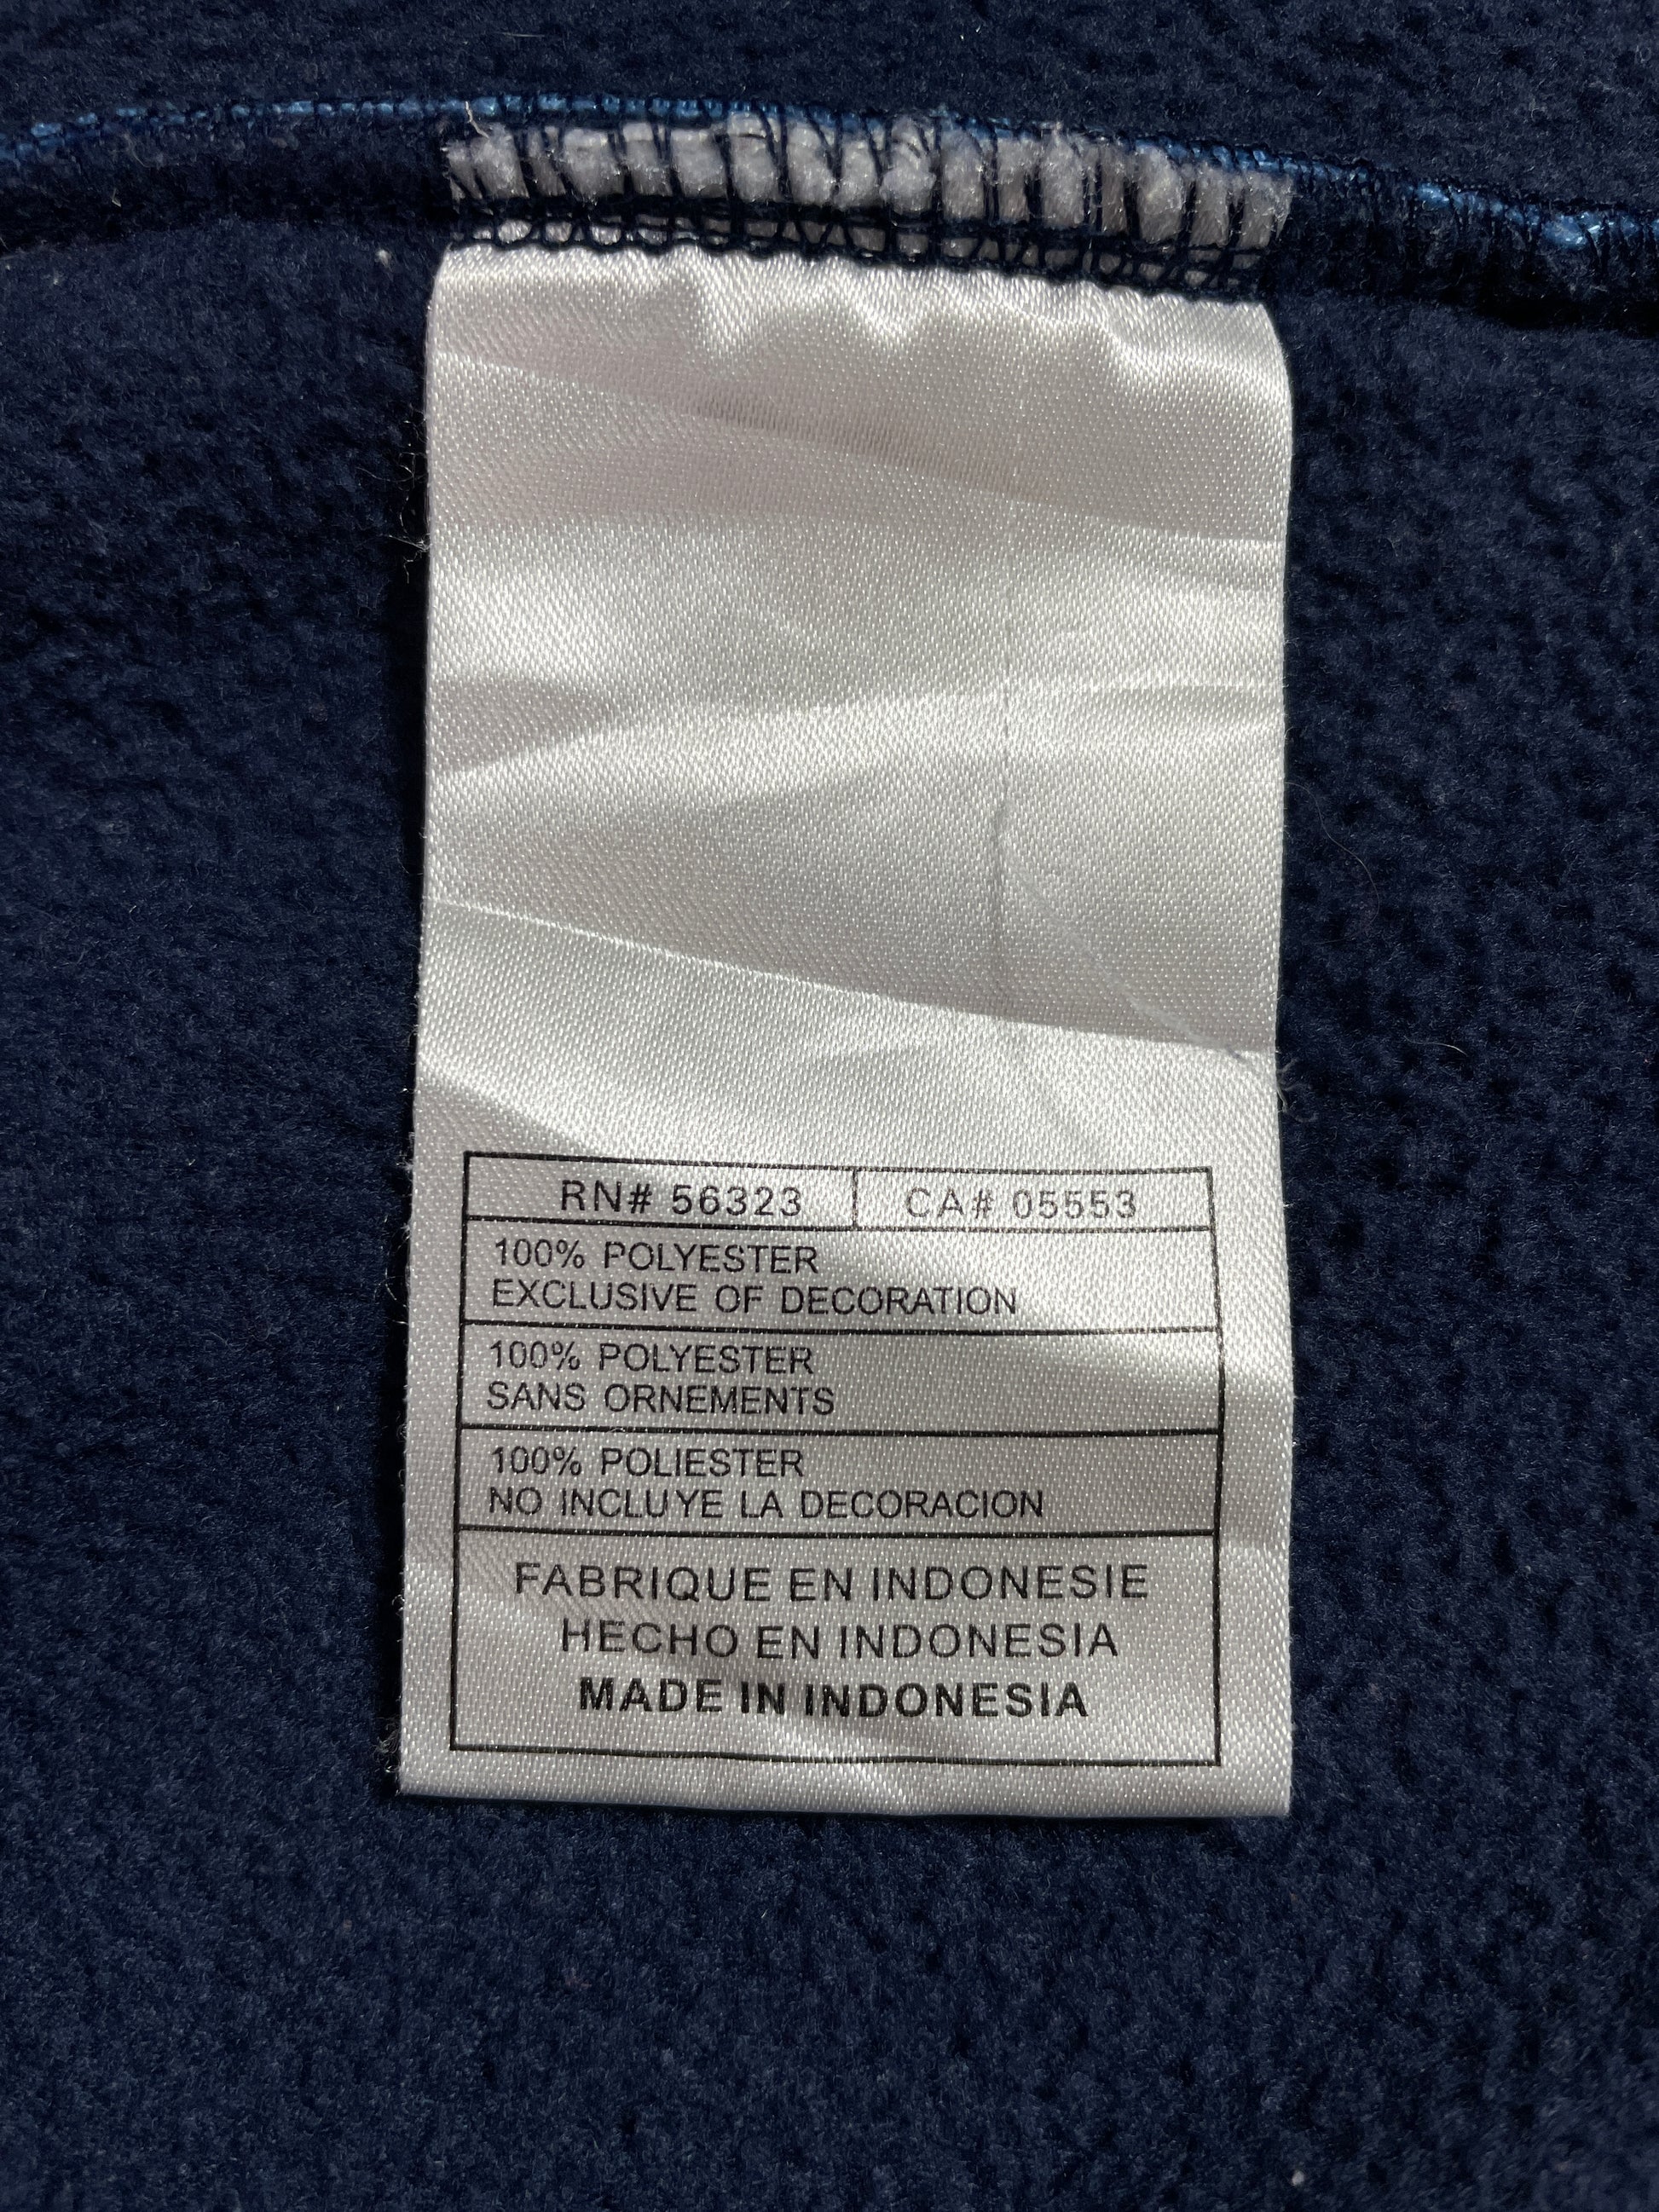 RN# 56323 CA# 05553
100% POLYESTER
EXCLUSIVE OF DECORATION
100% POLYESTER
SANS ORNEMENTS
100% POLIESTER
NO INCLUYE LA DECORACION
FABRIQUE EN INDONESIE
HECHO EN INDONESIA
MADE IN INDONESIA